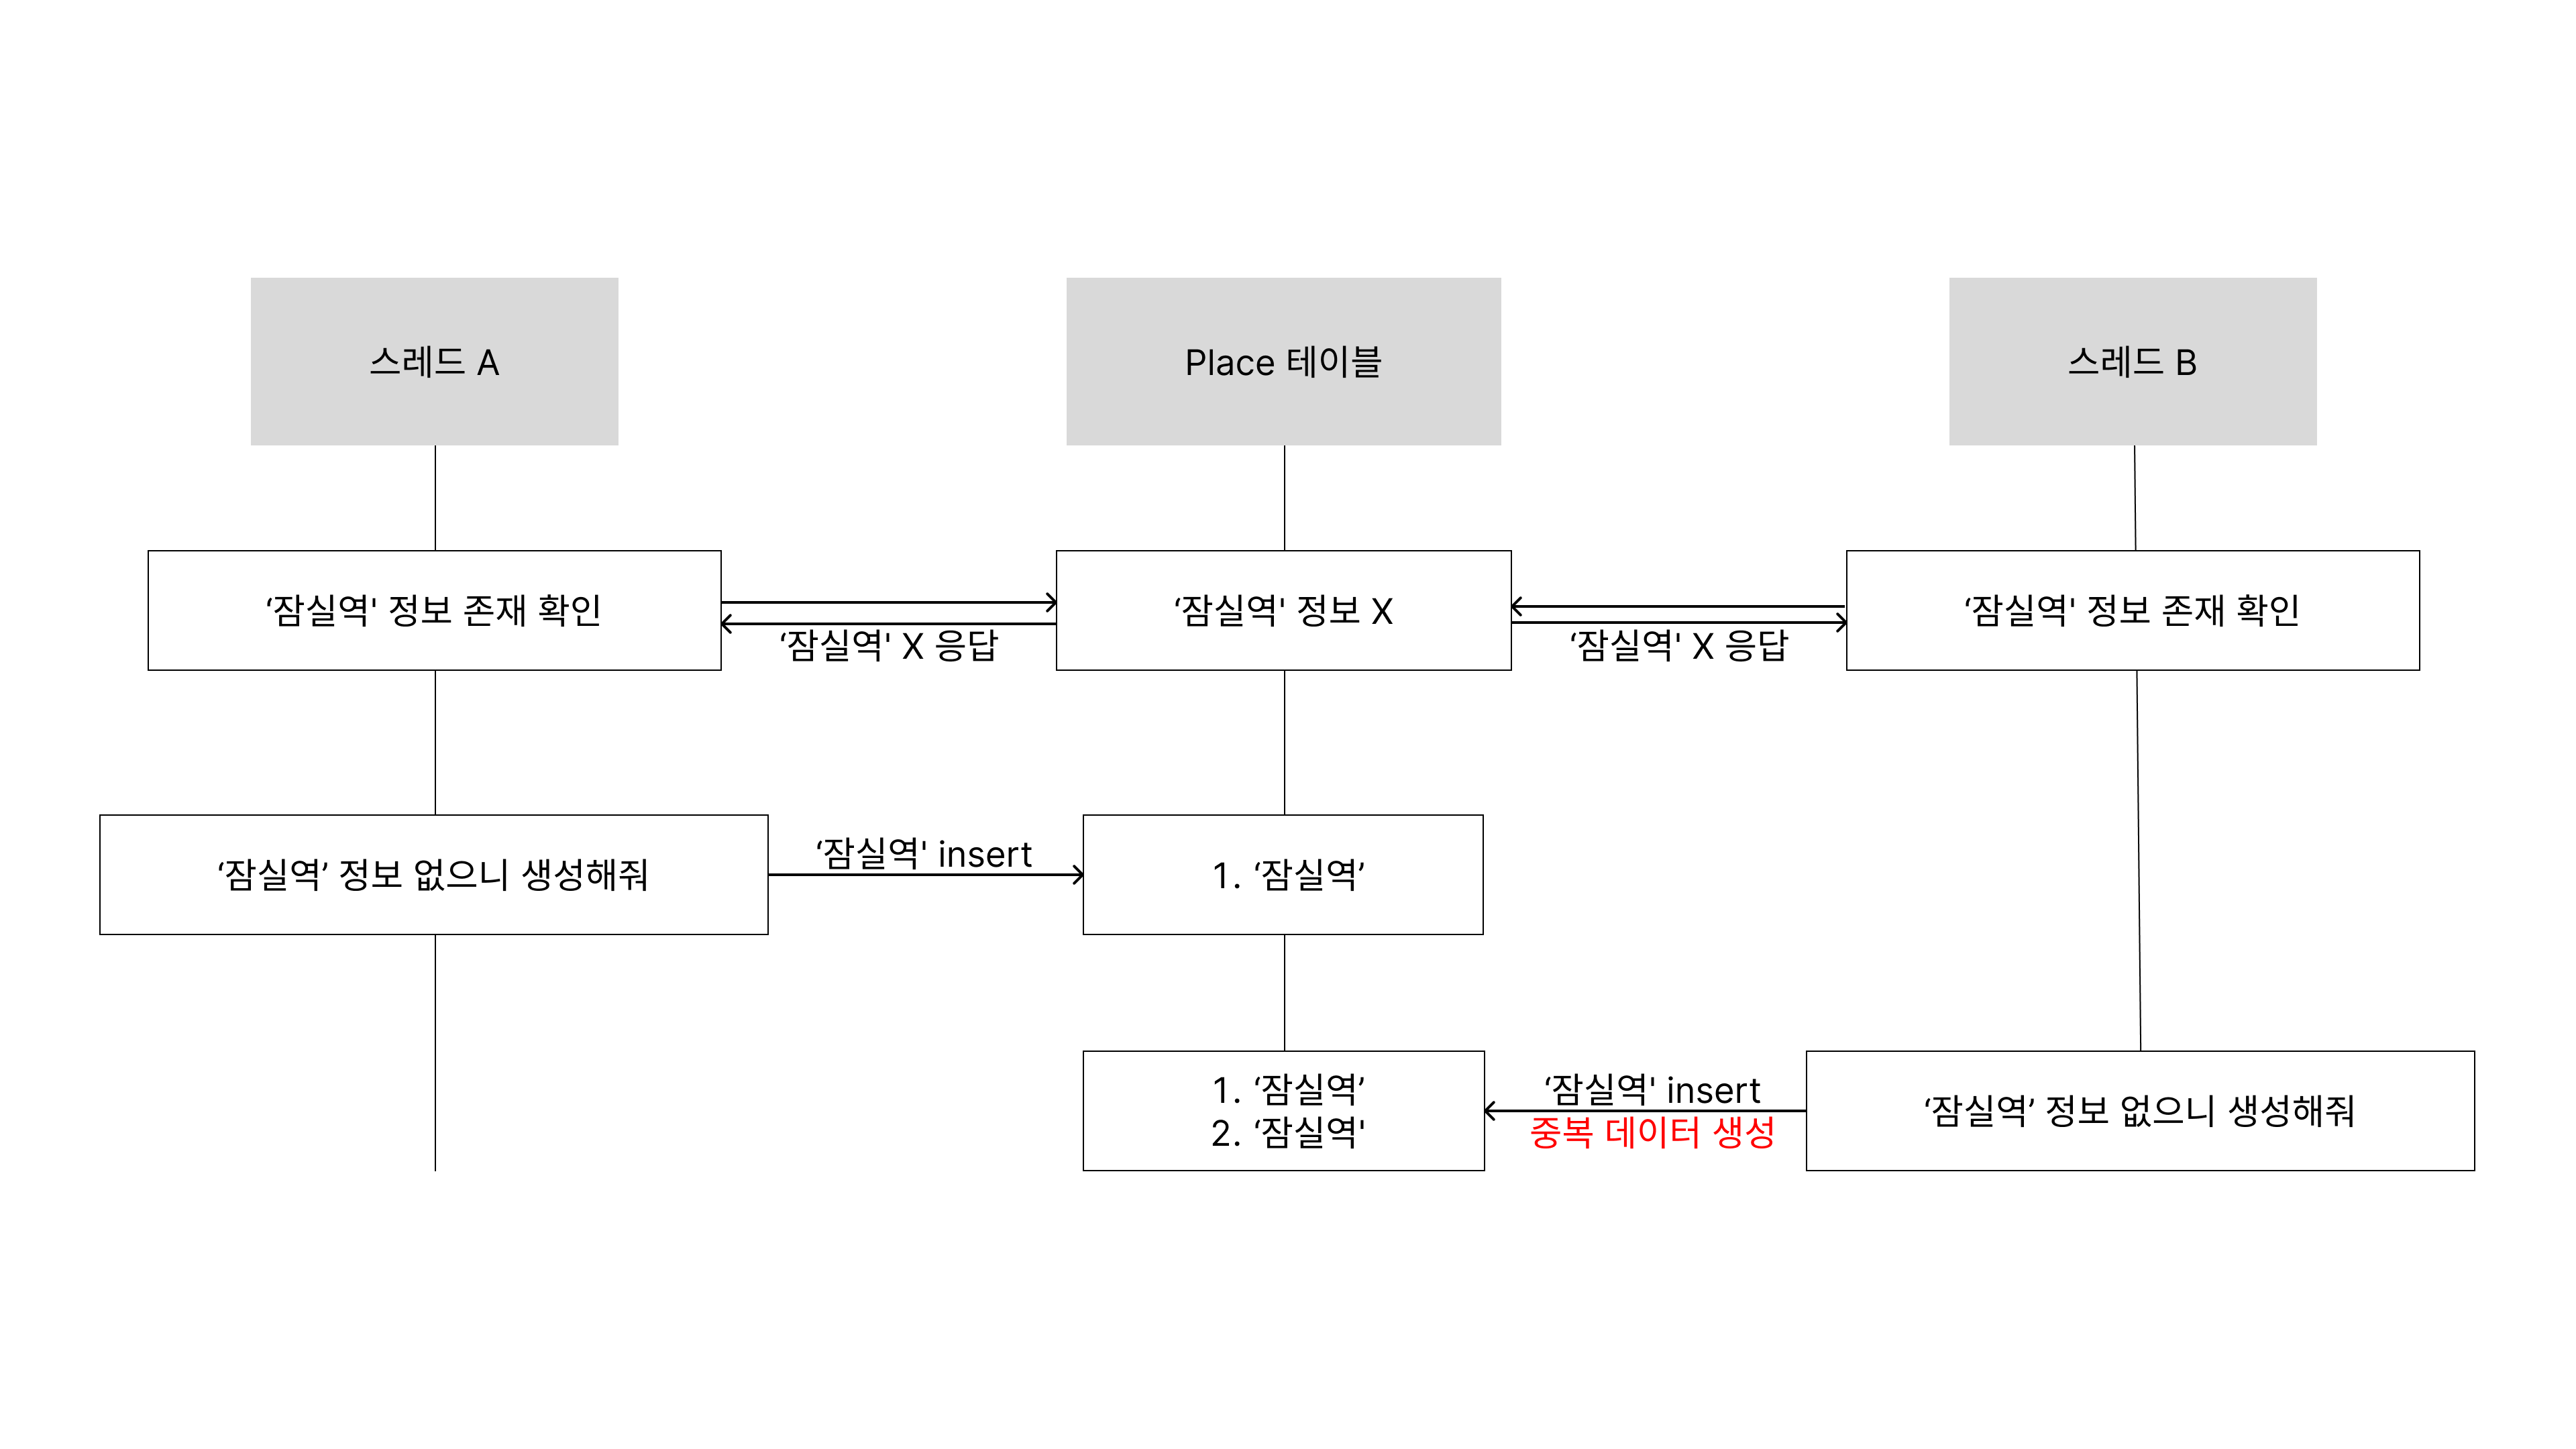 스레드 A
Place 테이블
스레드 B
‘잠실역' 정보 존재 확인
‘잠실역' X 응답
‘잠실역' 정보 X
‘잠실역' X 응답
‘잠실역' 정보 존재 확인
‘잠실역’ 정보 없으니 생성해줘
‘잠실역' insert
1. ‘잠실역’
1. ‘잠실역’
2. ‘잠실역'
‘잠실역' insert
중복 데이터 생성
‘잠실역’ 정보 없으니 생성해줘